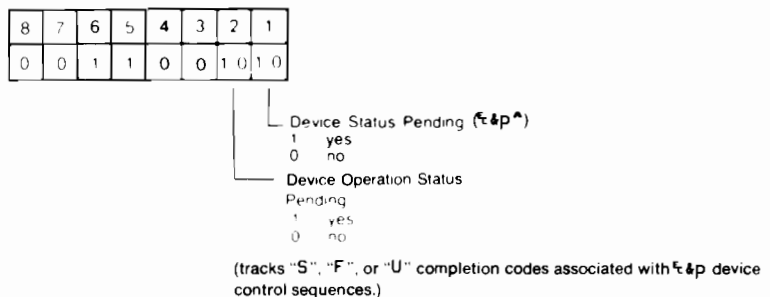 8 7 6 5 4 3 2 1
0 0 1 1 0 0 1 0 1 0
Device Status Pending (␛&p^)
1 yes
0 no
Device Operation Status
Pending
1 yes
0 no
(tracks "S", "F", or "U" completion codes associated with ␛&p device
control sequences.)